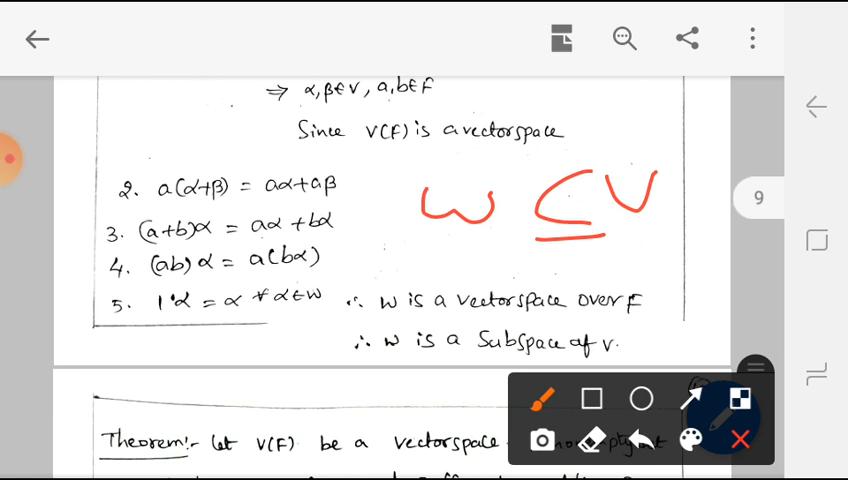 ⇒ α,β∈V, a,b∈F
Since V(F) is a vectorspace
2. a(α+β) = aα+aβ
W ⊆ V
9
3. (a+b)α = aα+bα
4. (ab)α = a(bα)
5. 1·α = α ∀ α∈W ∴ W is a vectorspace over F
∴ W is a Subspace of V.
Theorem:- Let V(F) be a vectorspace